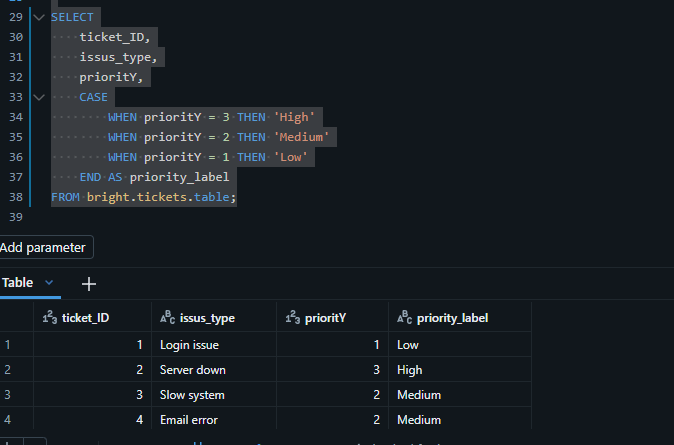 29 SELECT
30 ticket_ID,
31 issus_type,
32 prioritY,
33 CASE
34 WHEN prioritY = 3 THEN 'High'
35 WHEN prioritY = 2 THEN 'Medium'
36 WHEN prioritY = 1 THEN 'Low'
37 END AS priority_label
38 FROM bright.tickets.table;
39
Add parameter
Table +
ticket_ID issus_type prioritY priority_label
1 1 Login issue 1 Low
2 2 Server down 3 High
3 3 Slow system 2 Medium
4 4 Email error 2 Medium